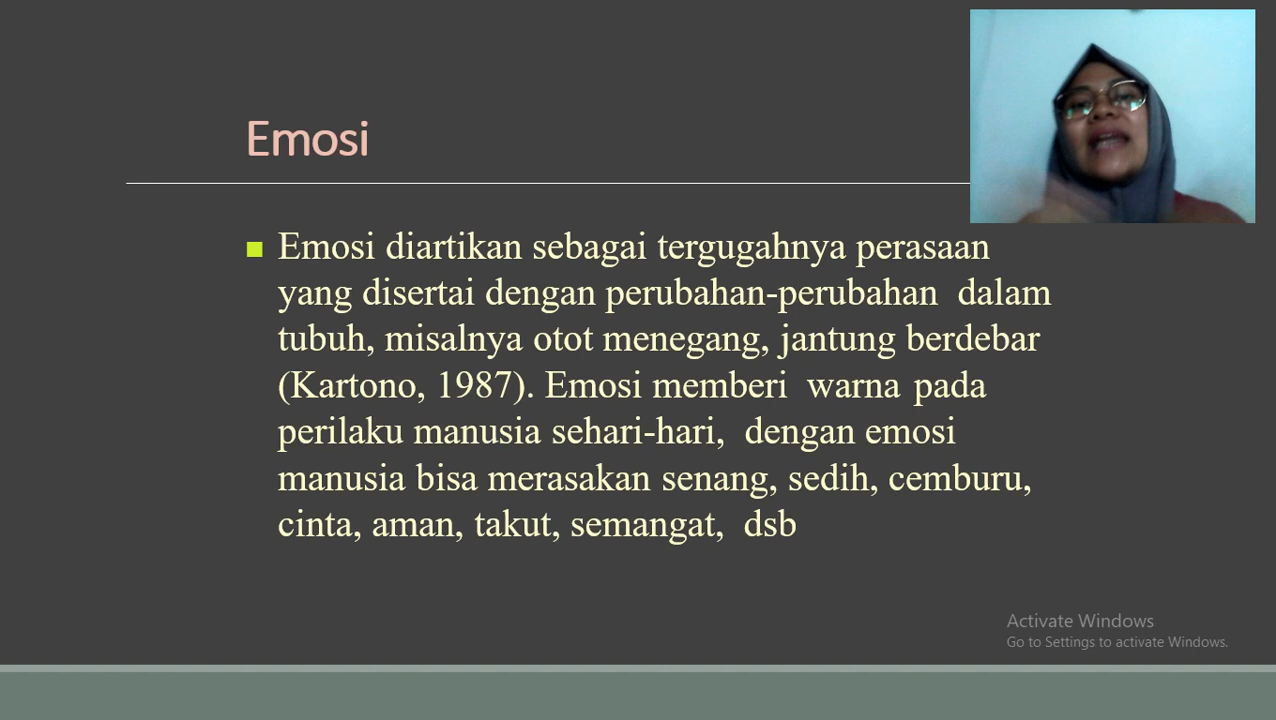 Emosi
Emosi diartikan sebagai tergugahnya perasaan
yang disertai dengan perubahan-perubahan dalam
tubuh, misalnya otot menegang, jantung berdebar
(Kartono, 1987). Emosi memberi warna pada
perilaku manusia sehari-hari, dengan emosi
manusia bisa merasakan senang, sedih, cemburu,
cinta, aman, takut, semangat, dsb
Activate Windows
Go to Settings to activate Windows.